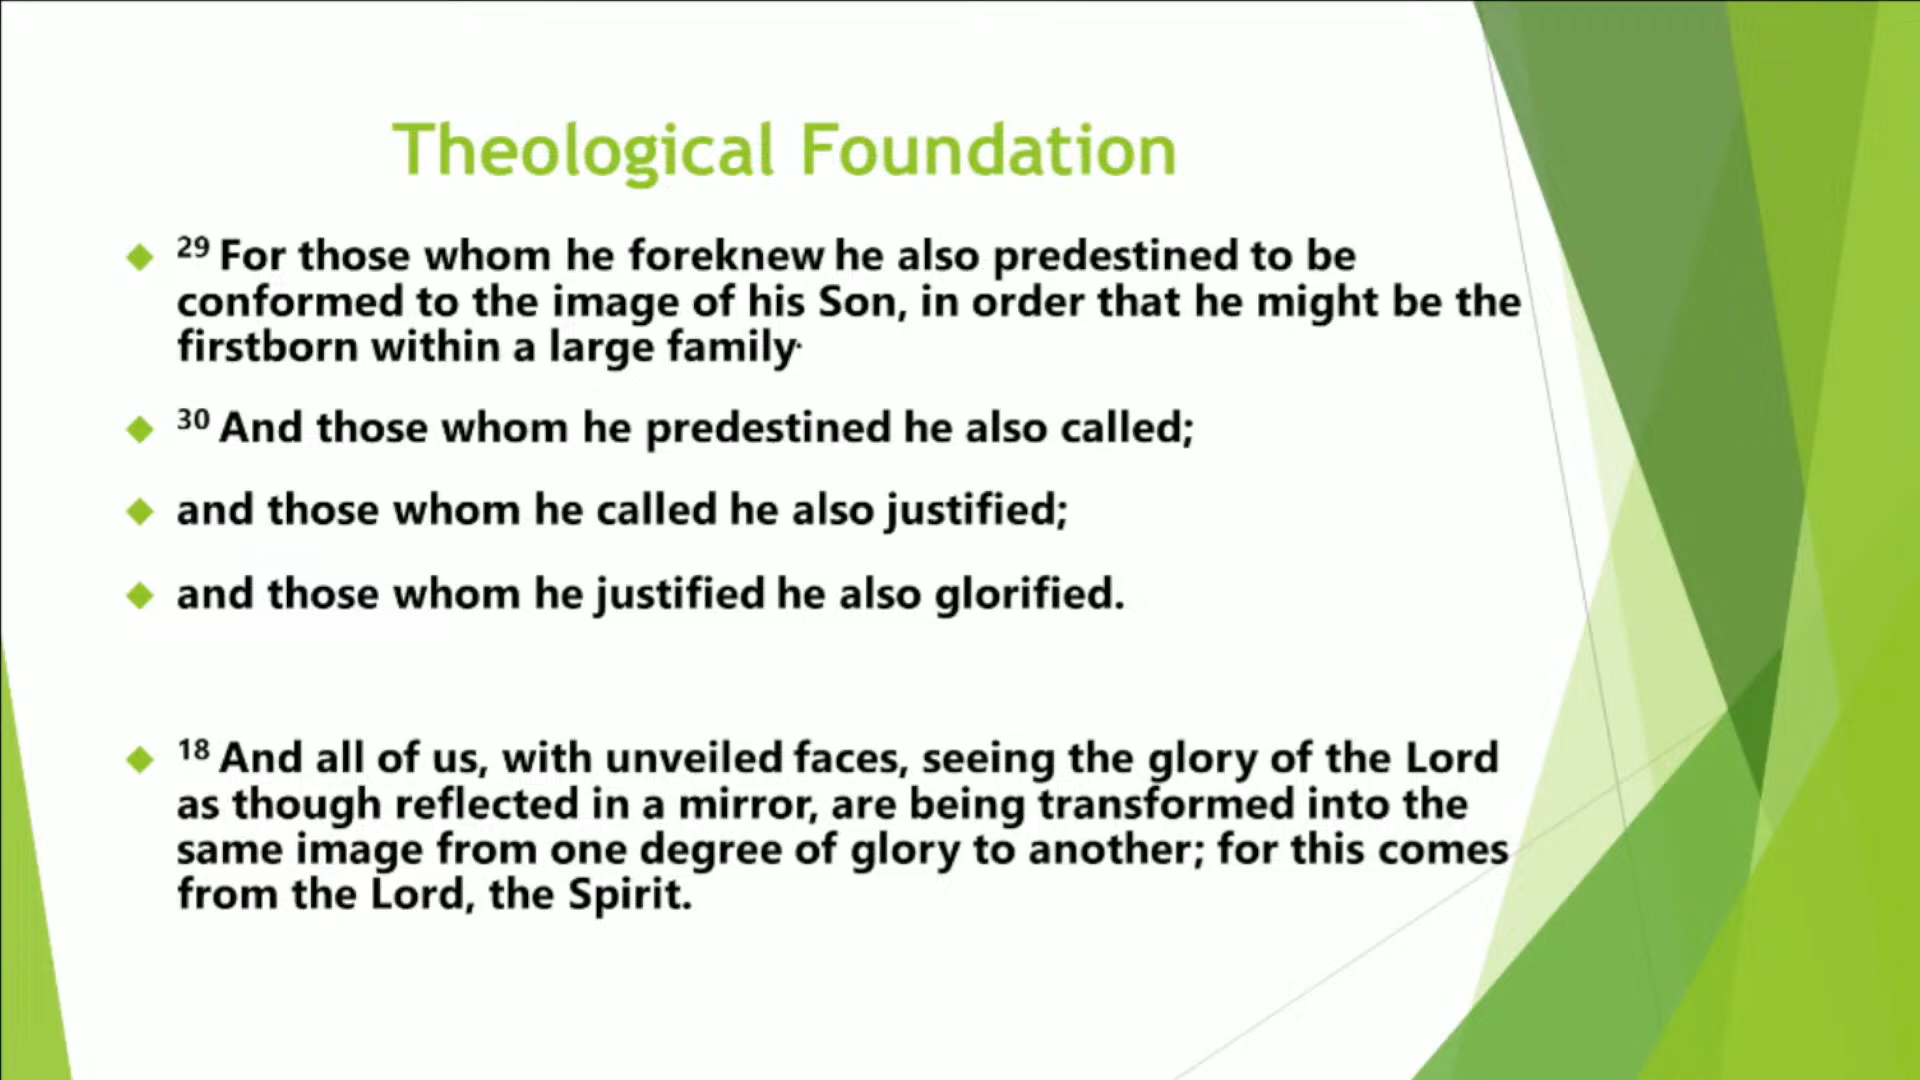 Theological Foundation
29 For those whom he foreknew he also predestined to be
conformed to the image of his Son, in order that he might be the
firstborn within a large family.
30 And those whom he predestined he also called;
and those whom he called he also justified;
and those whom he justified he also glorified.
18 And all of us, with unveiled faces, seeing the glory of the Lord
as though reflected in a mirror, are being transformed into the
same image from one degree of glory to another; for this comes
from the Lord, the Spirit.